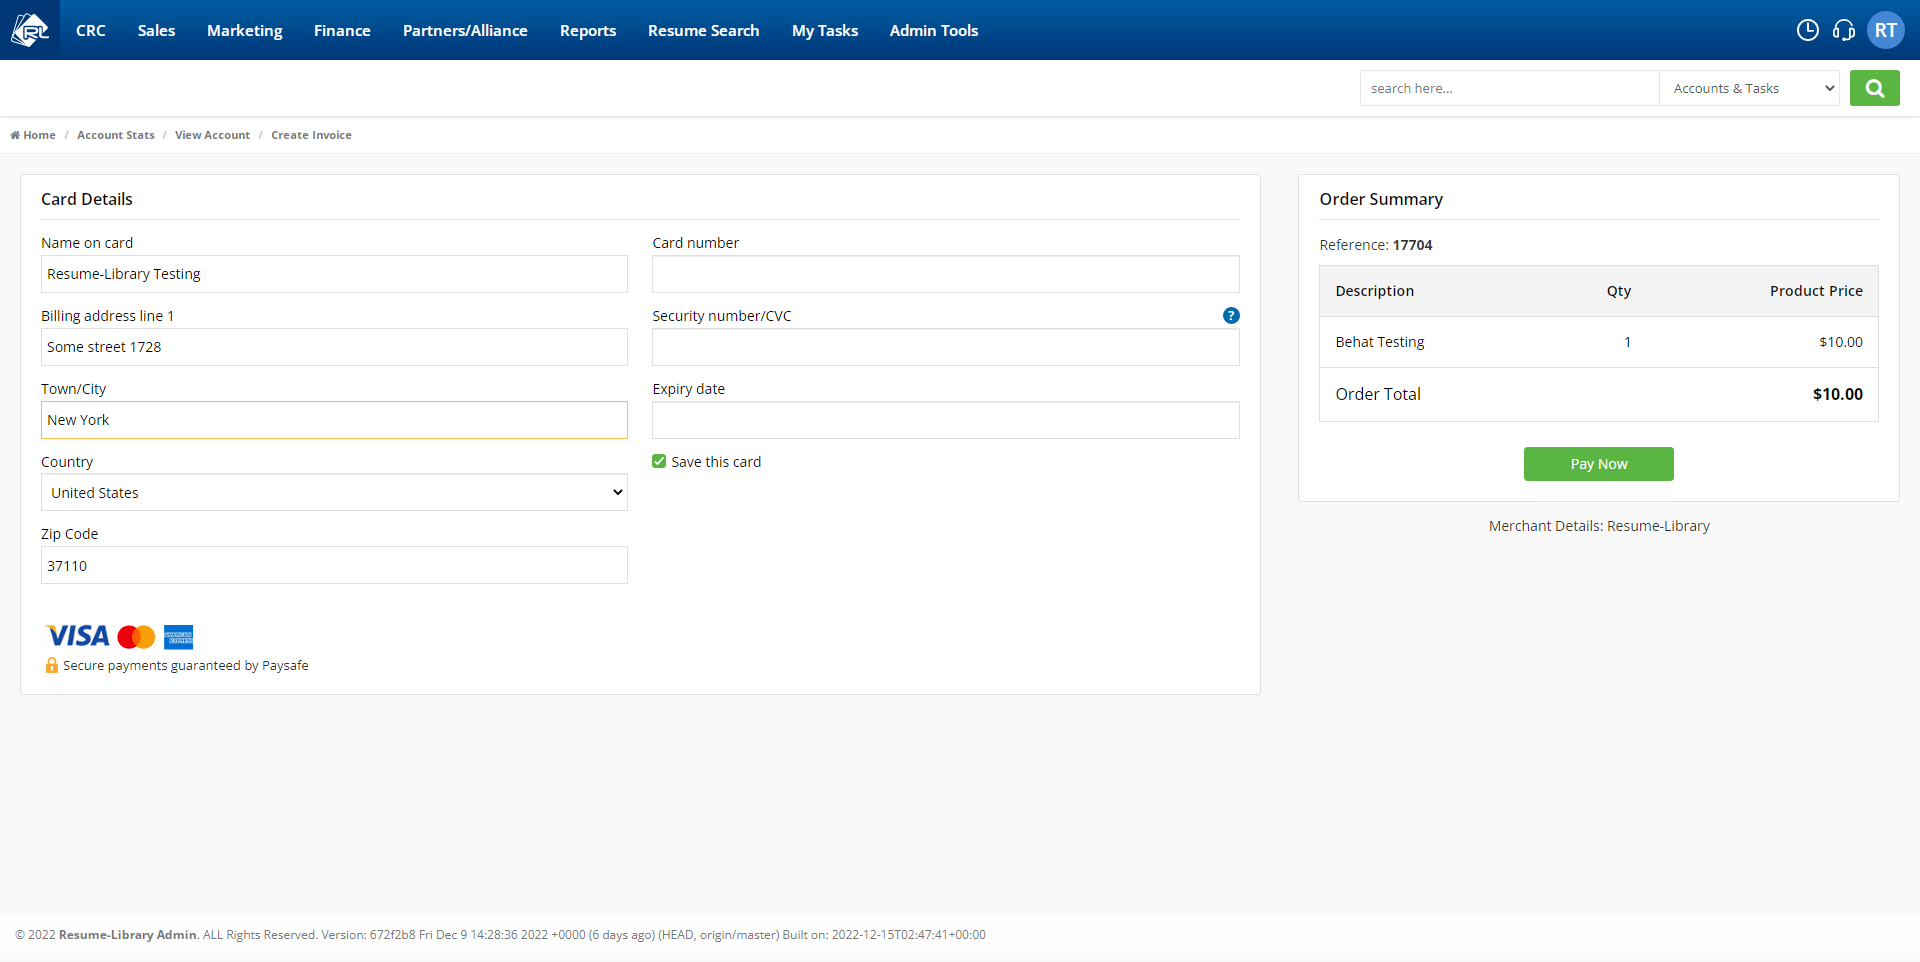 RL
CRC Sales Marketing Finance Partners/Alliance Reports Resume Search My Tasks Admin Tools
RT
search here...
Accounts & Tasks
Home / Account Stats / View Account / Create Invoice
Card Details
Name on card
Resume-Library Testing
Billing address line 1
Some street 1728
Town/City
New York
Country
United States
Zip Code
37110
Card number
Security number/CVC
?
Expiry date
Save this card
VISA
AMERICAN
EXPRESS
Secure payments guaranteed by Paysafe
Order Summary
Reference: 17704
Description Qty Product Price
Behat Testing 1 $10.00
Order Total $10.00
Pay Now
Merchant Details: Resume-Library
© 2022 Resume-Library Admin. ALL Rights Reserved. Version: 672f2b8 Fri Dec 9 14:28:36 2022 +0000 (6 days ago) (HEAD, origin/master) Built on: 2022-12-15T02:47:41+00:00